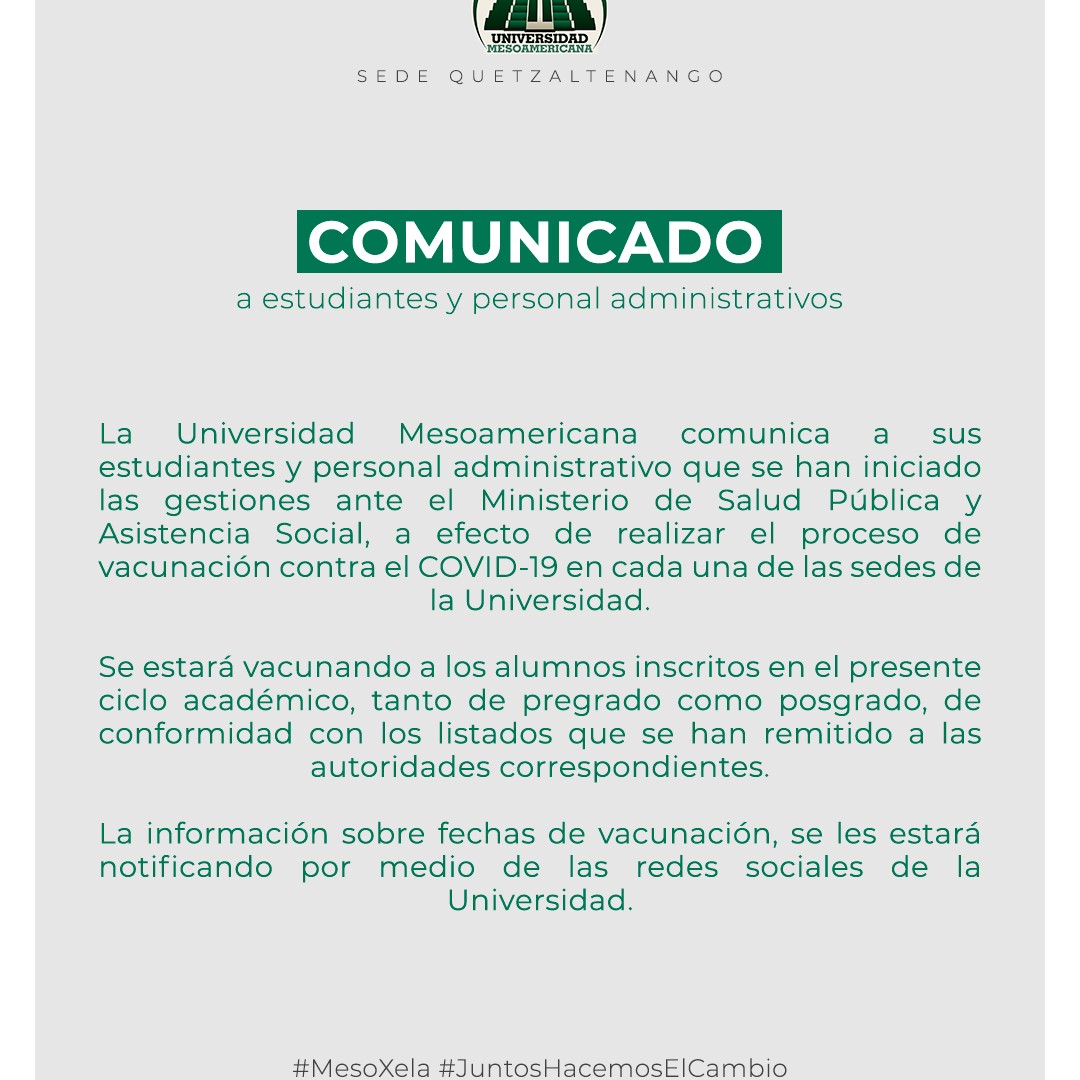 UNIVERSIDAD
MESOAMERICANA
SEDE QUETZALTENANGO
COMUNICADO
a estudiantes y personal administrativos
La Universidad Mesoamericana comunica a sus
estudiantes y personal administrativo que se han iniciado
las gestiones ante el Ministerio de Salud Pública y
Asistencia Social, a efecto de realizar el proceso de
vacunación contra el COVID-19 en cada una de las sedes de
la Universidad.
Se estará vacunando a los alumnos inscritos en el presente
ciclo académico, tanto de pregrado como posgrado, de
conformidad con los listados que se han remitido a las
autoridades correspondientes.
La información sobre fechas de vacunación, se les estará
notificando por medio de las redes sociales de la
Universidad.
#MesoXela #JuntosHacemosElCambio